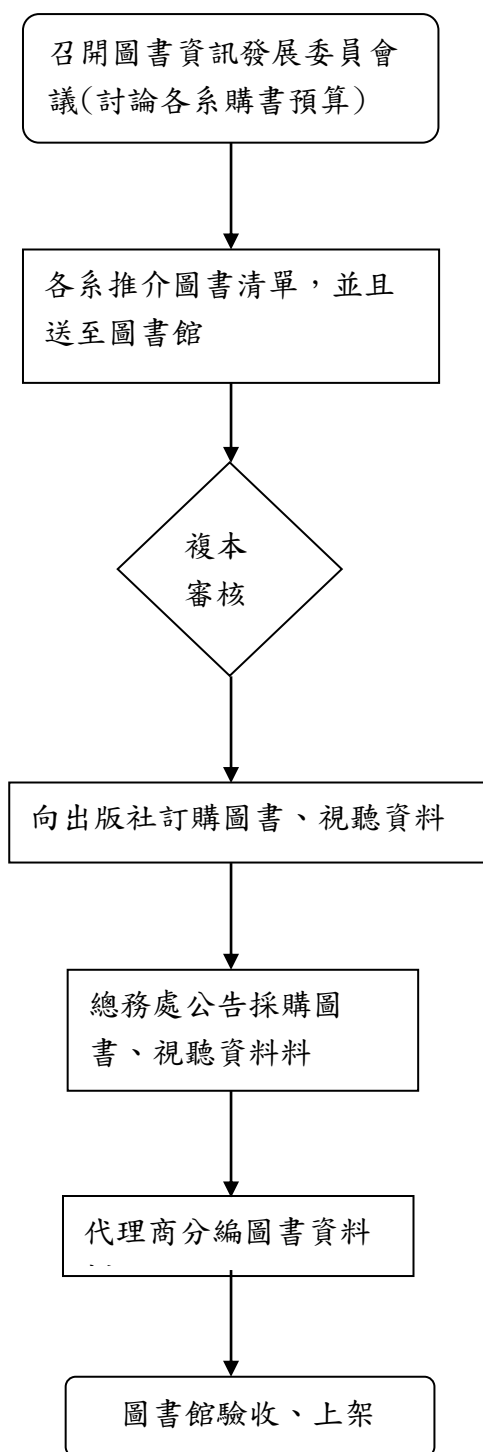 召開圖書資訊發展委員會
議(討論各系購書預算)
各系推介圖書清單，並且
送至圖書館
複本
審核
向出版社訂購圖書、視聽資料
總務處公告採購圖
書、視聽資料料
代理商分編圖書資料
圖書館驗收、上架